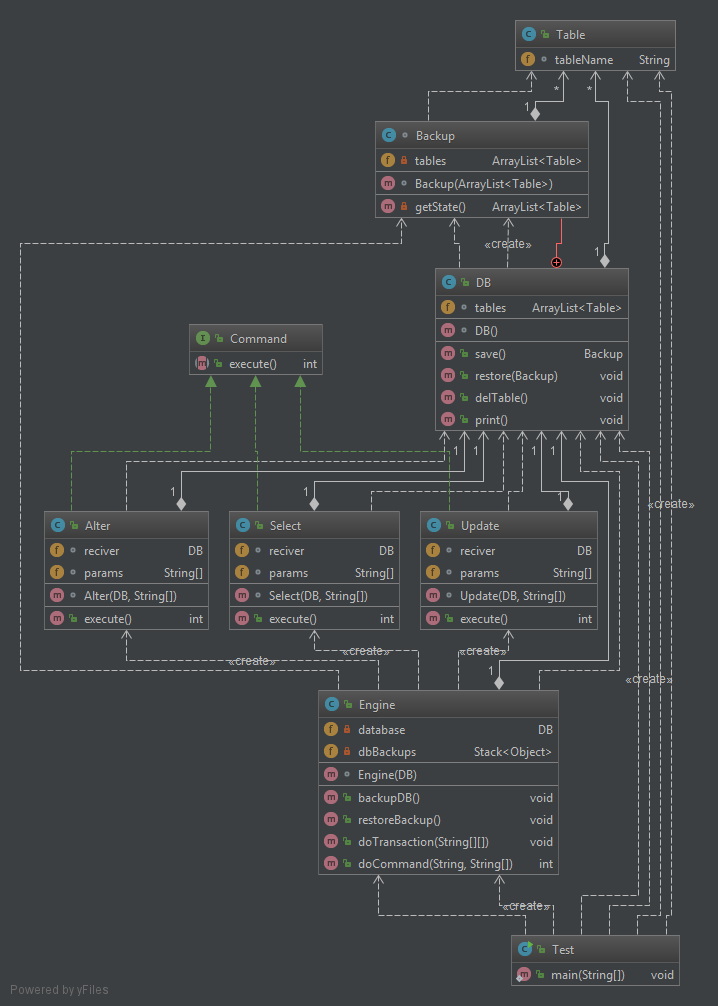 Table
tableName String
*
*
1
Backup
tables ArrayList<Table>
Backup(ArrayList<Table>)
getState() ArrayList<Table>
«create»
1
DB
tables ArrayList<Table>
DB()
save() Backup
restore(Backup) void
delTable() void
print() void
Command
execute() int
1
1
1
1
1
1
1
«create»
Alter
reciver DB
params String[]
Alter(DB, String[])
execute() int
Select
reciver DB
params String[]
Select(DB, String[])
execute() int
Update
reciver DB
params String[]
Update(DB, String[])
execute() int
«create»
«create»
«create»
1
«create»
Engine
database DB
dbBackups Stack<Object>
Engine(DB)
backupDB() void
restoreBackup() void
doTransaction(String[][]) void
doCommand(String, String[]) int
«create»
Test
main(String[]) void
Powered by yFiles